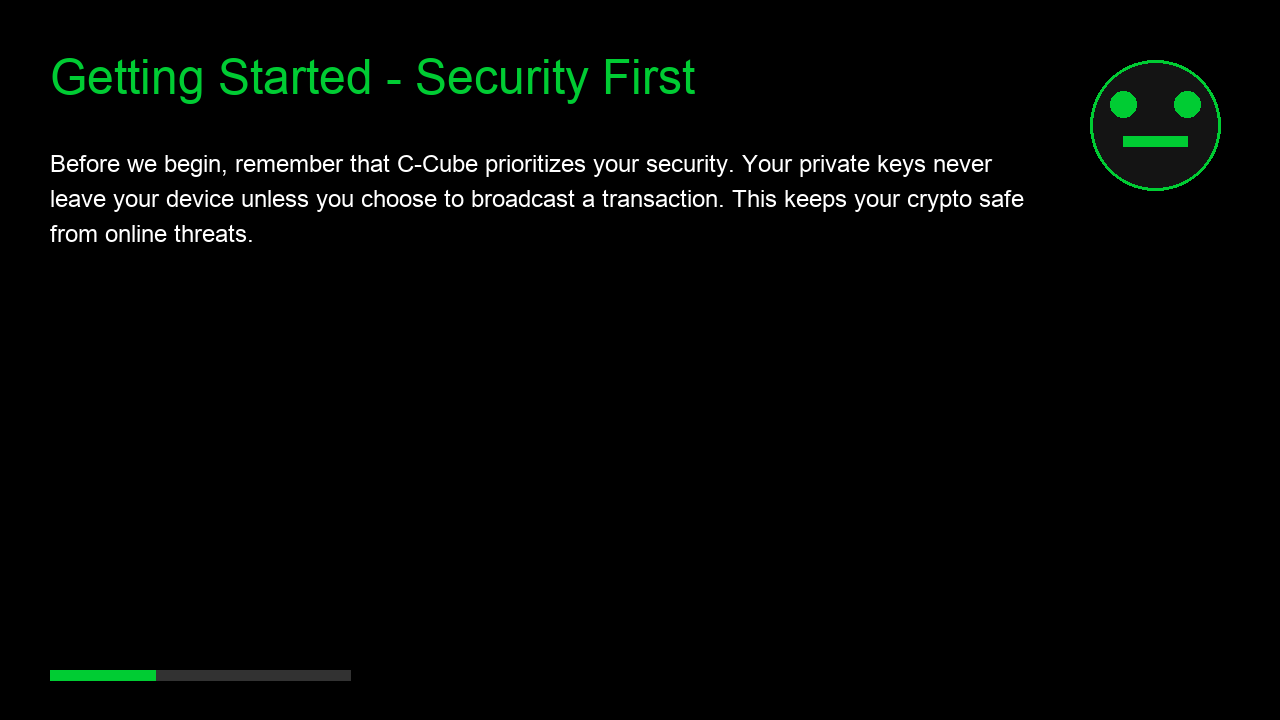 Getting Started - Security First
Before we begin, remember that C-Cube prioritizes your security. Your private keys never
leave your device unless you choose to broadcast a transaction. This keeps your crypto safe
from online threats.